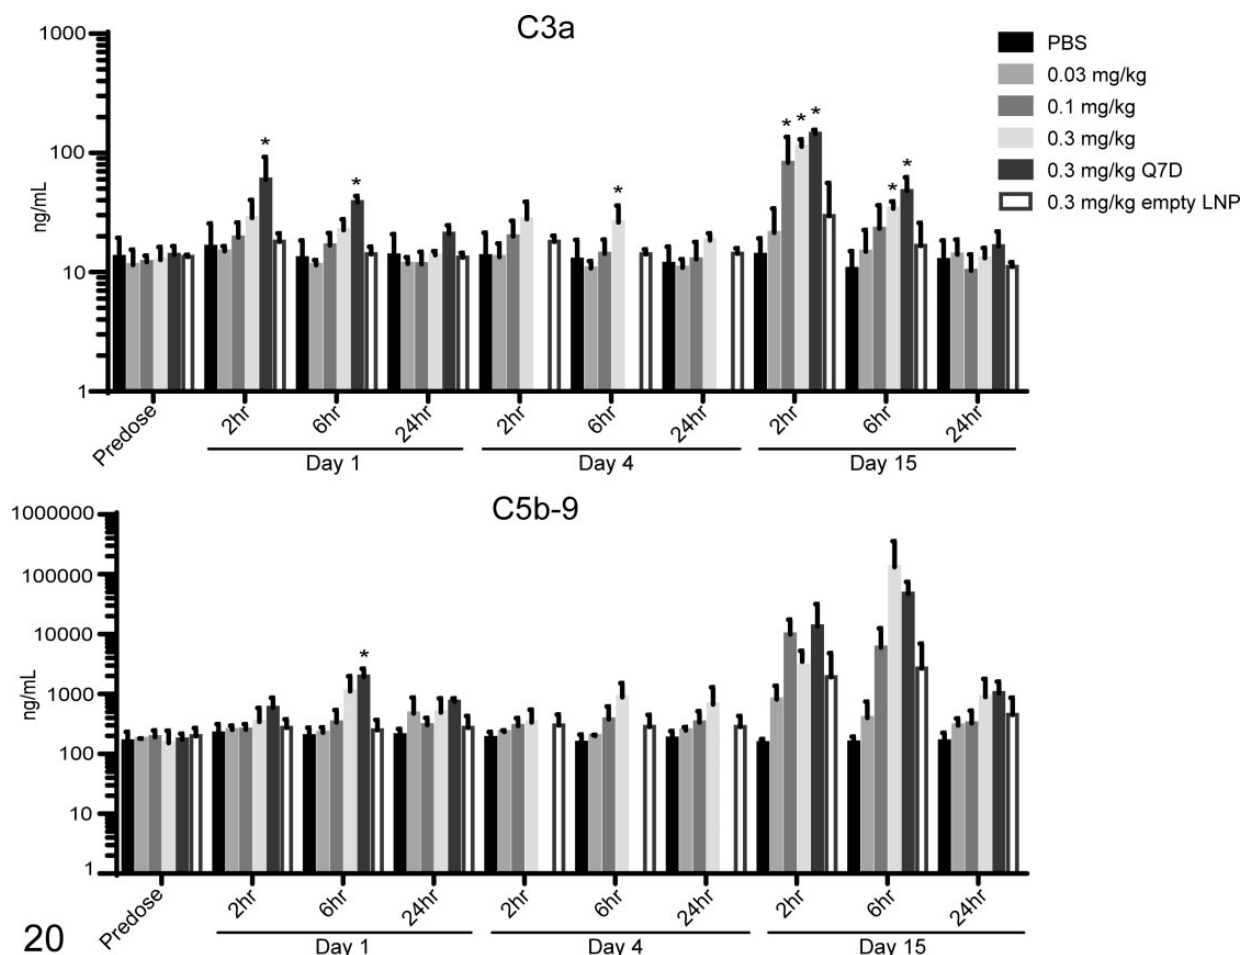 C3a
1000
100
10
1
ng/mL
* * * * * * * * *
Predose 2hr 6hr 24hr 2hr 6hr 24hr 2hr 6hr 24hr
Day 1 Day 4 Day 15
PBS
0.03 mg/kg
0.1 mg/kg
0.3 mg/kg
0.3 mg/kg Q7D
0.3 mg/kg empty LNP
C5b-9
1000000
100000
10000
1000
100
10
1
ng/mL
*
Predose 2hr 6hr 24hr 2hr 6hr 24hr 2hr 6hr 24hr
Day 1 Day 4 Day 15
20